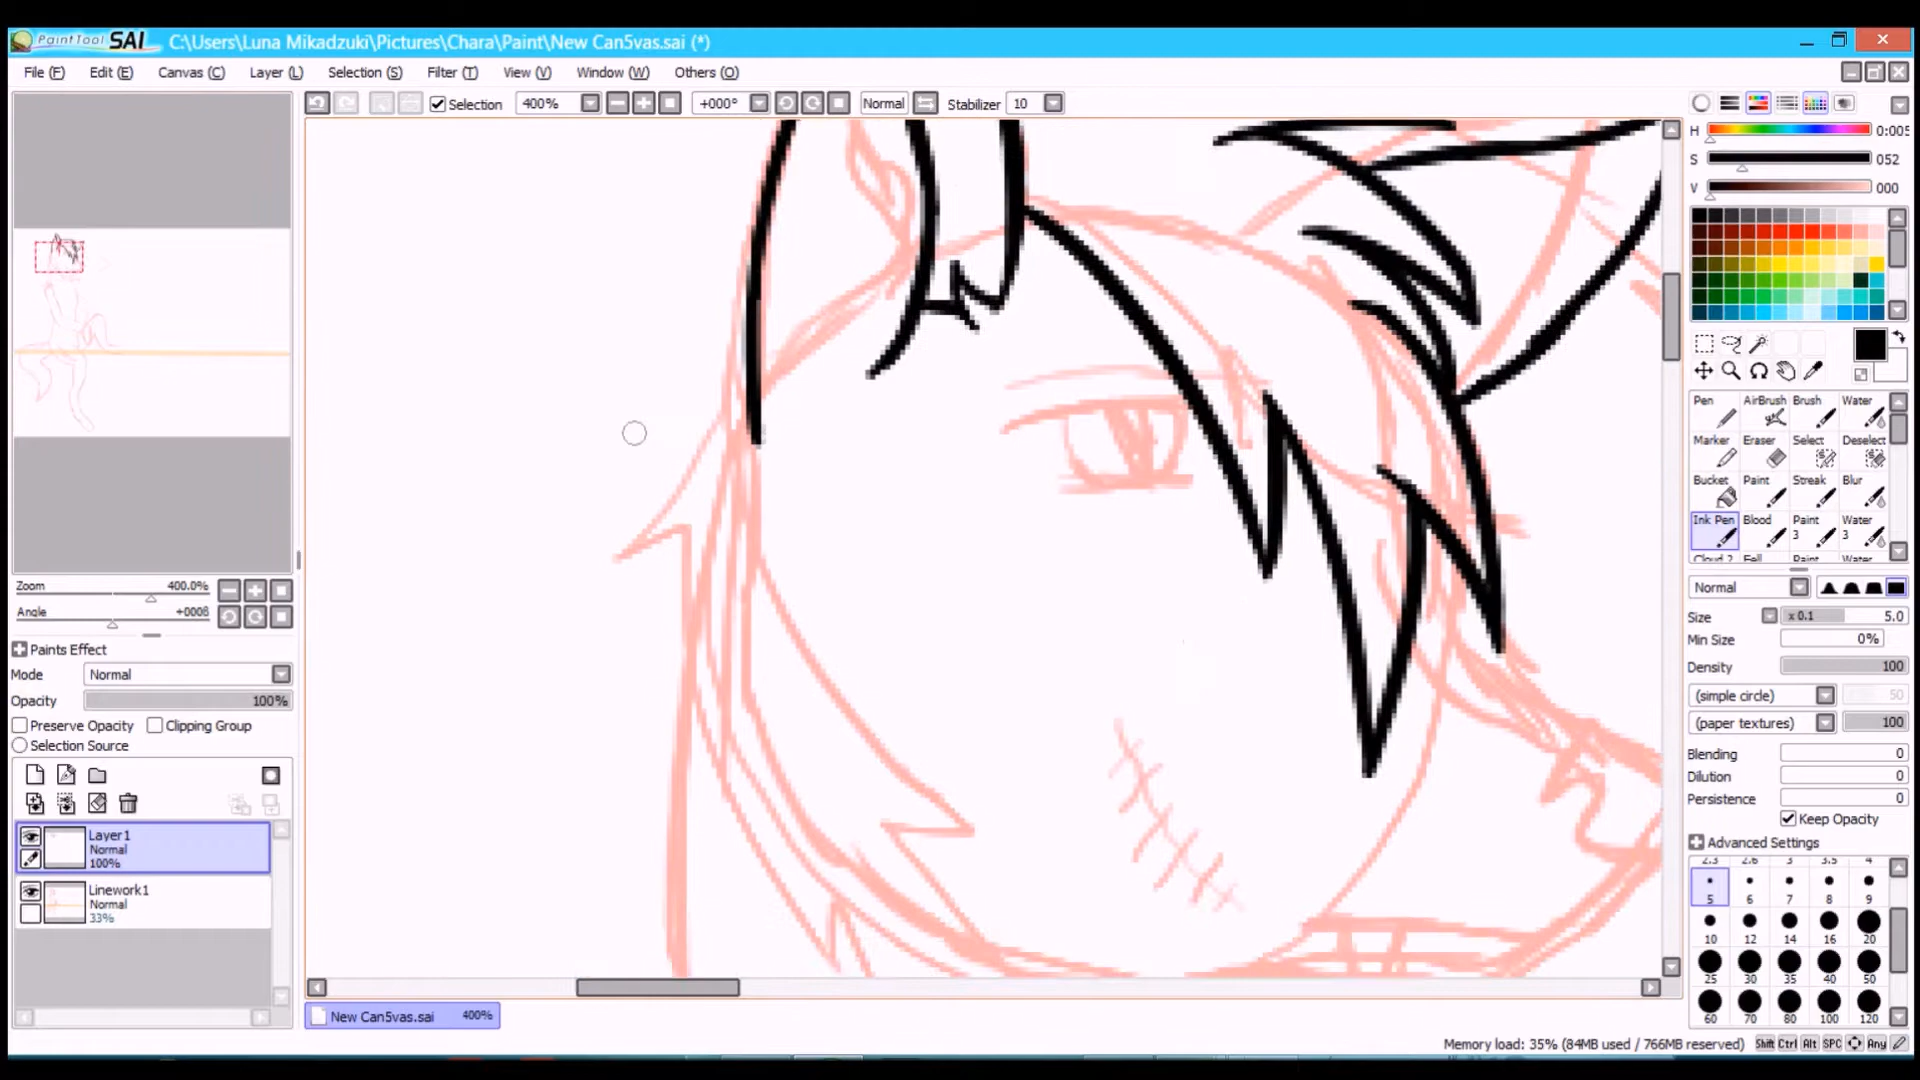 PaintTool SAI C:\Users\Luna Mikadzuki\Pictures\Chara\Paint\New Can5vas.sai (*)
File (F) Edit (E) Canvas (C) Layer (L) Selection (S) Filter (T) View (V) Window (W) Others (O)
Selection 400% +000° Normal Stabilizer 10
H 0:005
S 052
V 000
Zoom 400.0%
Angle +000δ
Paints Effect
Mode Normal
Opacity 100%
Preserve Opacity Clipping Group
Selection Source
Layer1
Normal
100%
Linework1
Normal
33%
Pen AirBrush Brush Water
Marker Eraser Select Deselect
Bucket Paint Streak Blur
Ink Pen Blood Paint 3 Water 3
Cloud 2 Fell Paint Water
Normal
Size x 0.1 5.0
Min Size 0%
Density 100
(simple circle) 50
(paper textures) 100
Blending 0
Dilution 0
Persistence 0
Keep Opacity
Advanced Settings
2.3 2.6 3 3.5 4
5 6 7 8 9
10 12 14 16 20
25 30 35 40 50
60 70 80 100 120
New Can5vas.sai 400%
Memory load: 35% (84MB used / 766MB reserved) Shift Ctrl Alt SPC Any